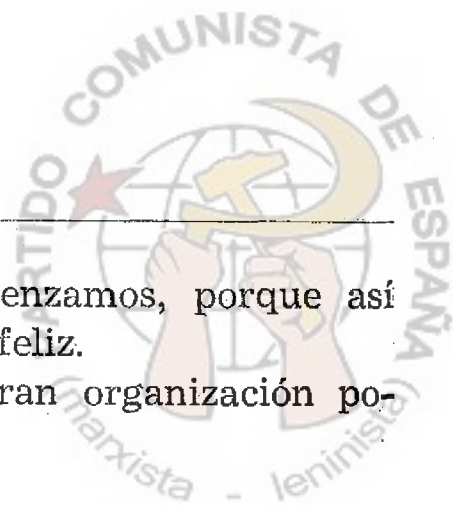 PARTIDO COMUNISTA DE ESPAÑA
enzamos, porque así
feliz.
ran organización po-
(marxista - leninista)